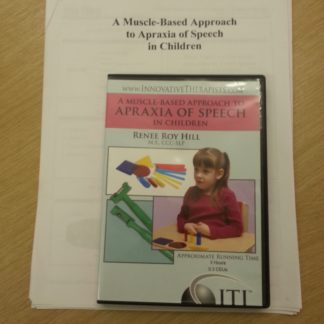 A Muscle-Based Approach
to Apraxia of Speech
in Children
www.InnovativeTherapists.com
A MUSCLE-BASED APPROACH TO
APRAXIA OF SPEECH
IN CHILDREN
RENEE ROY HILL
M.S., CCC-SLP
APPROXIMATE RUNNING TIME
ITI